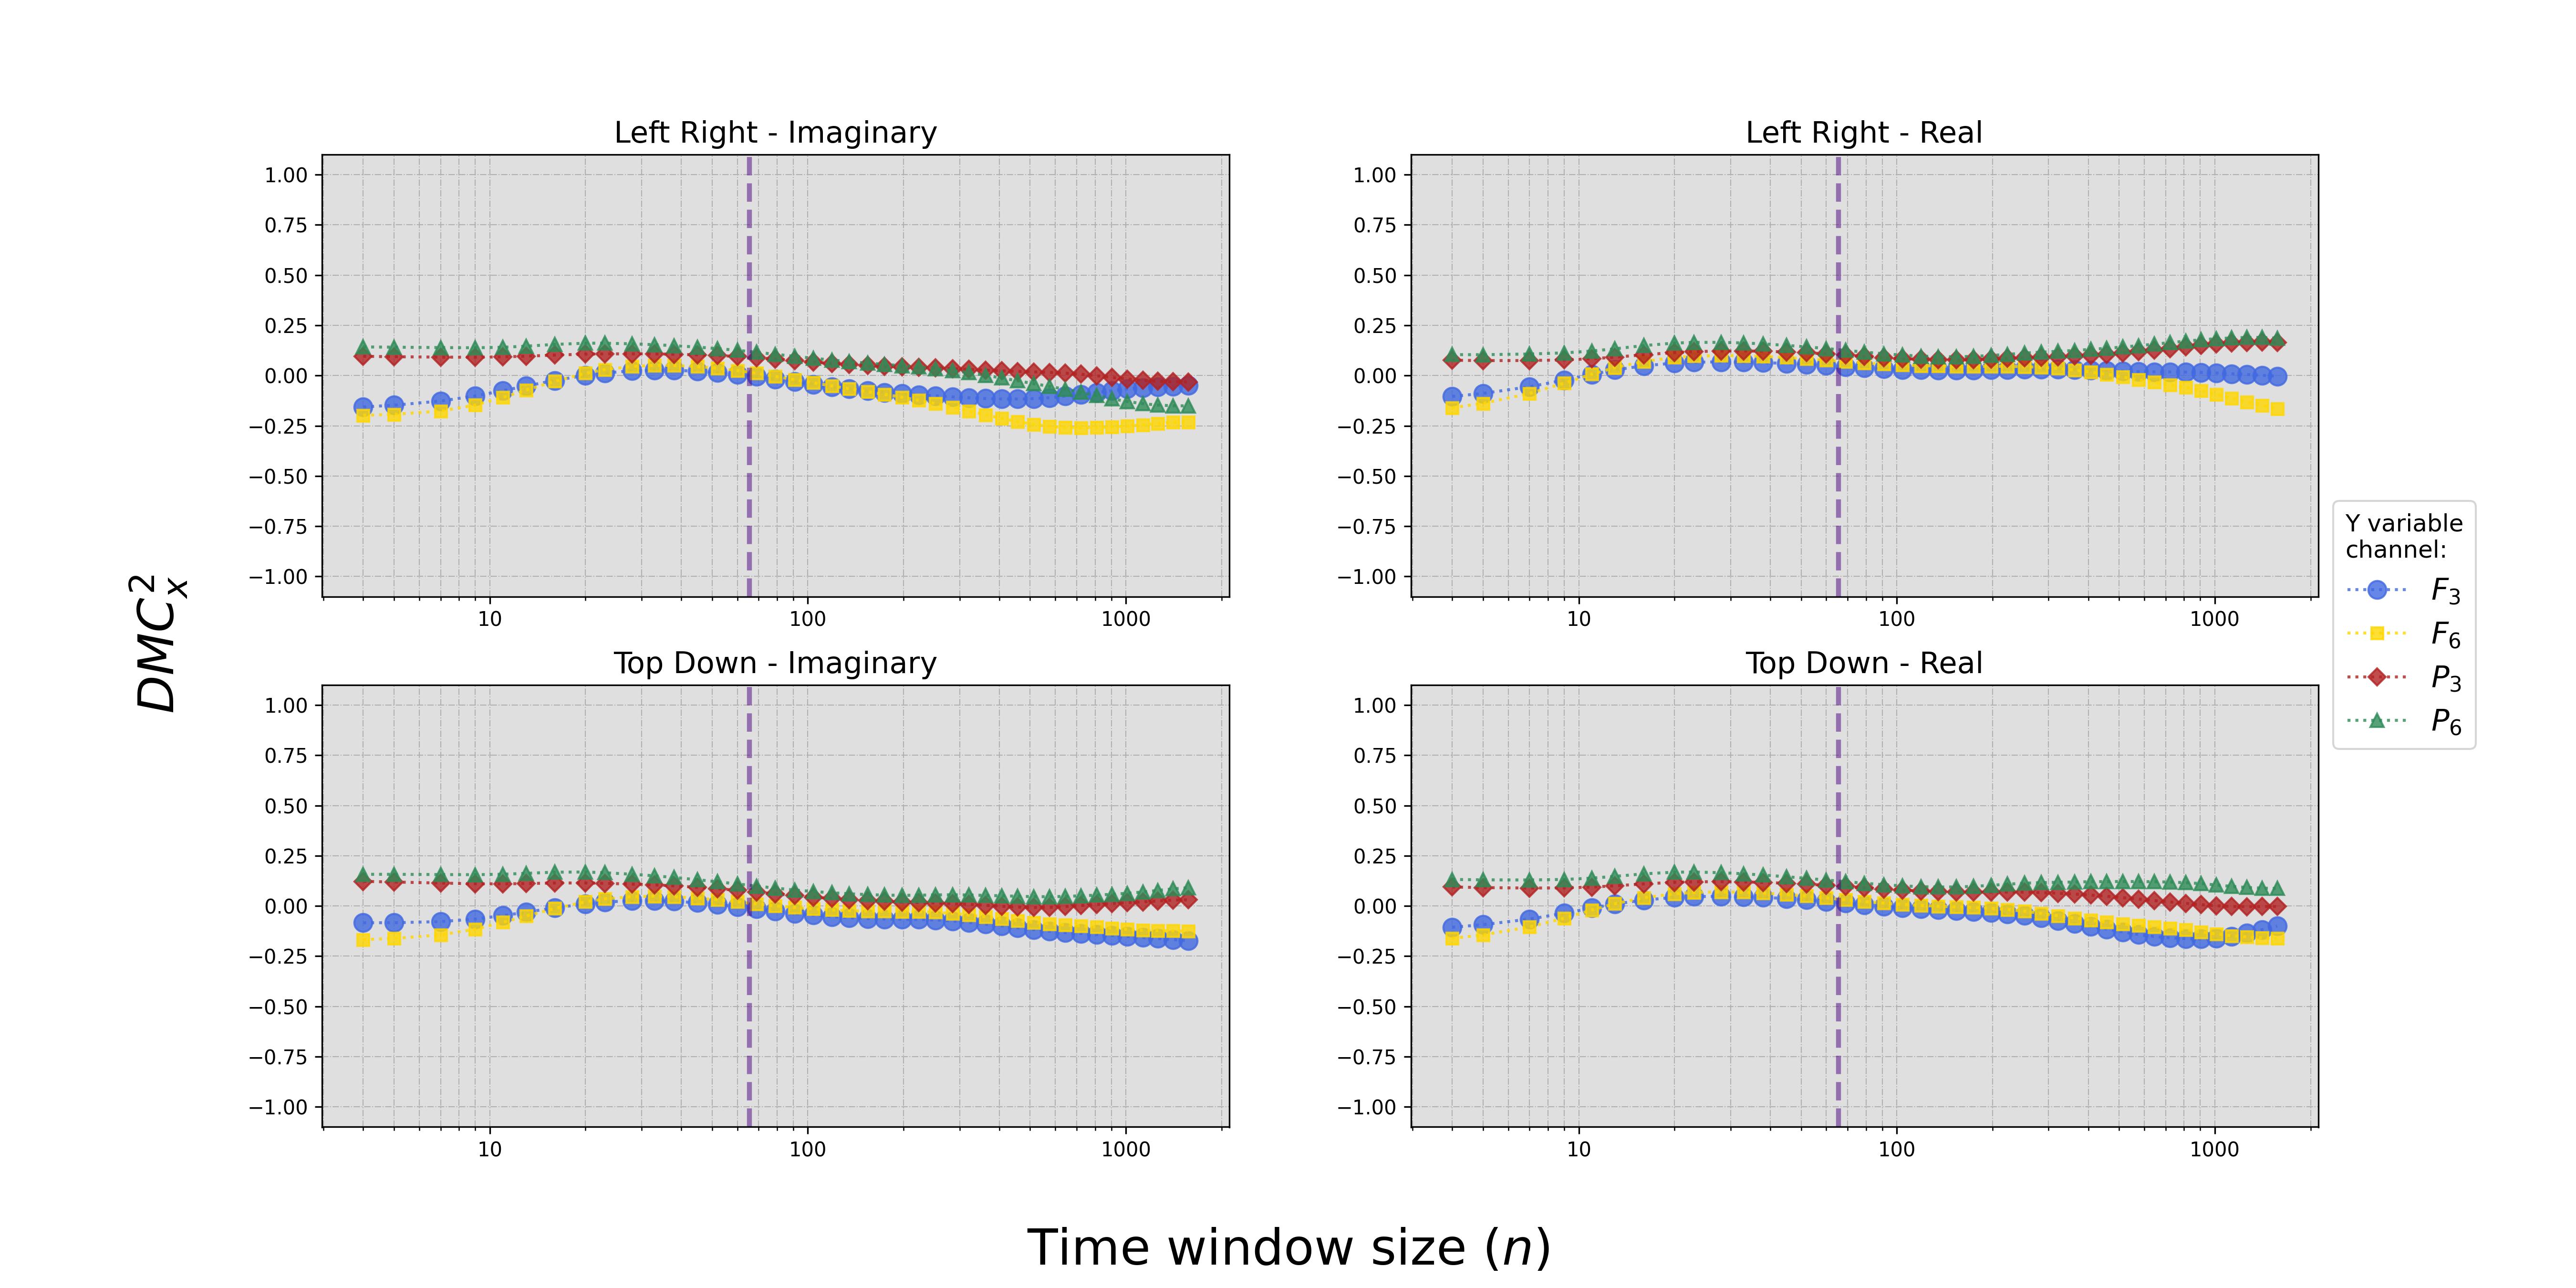 Left Right - Imaginary
1.00
0.75
0.50
0.25
0.00
−0.25
−0.50
−0.75
−1.00
10 100 1000
Left Right - Real
1.00
0.75
0.50
0.25
0.00
−0.25
−0.50
−0.75
−1.00
10 100 1000
Top Down - Imaginary
1.00
0.75
0.50
0.25
0.00
−0.25
−0.50
−0.75
−1.00
10 100 1000
Top Down - Real
1.00
0.75
0.50
0.25
0.00
−0.25
−0.50
−0.75
−1.00
10 100 1000
DMC²ₓ
Y variable
channel:
F₃
F₆
P₃
P₆
Time window size (n)